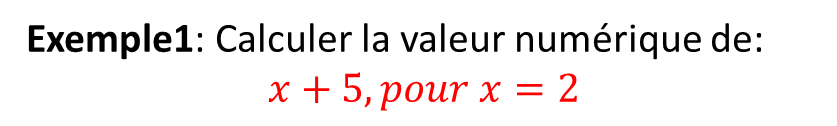 Exemple1: Calculer la valeur numérique de:
x + 5, pour x = 2